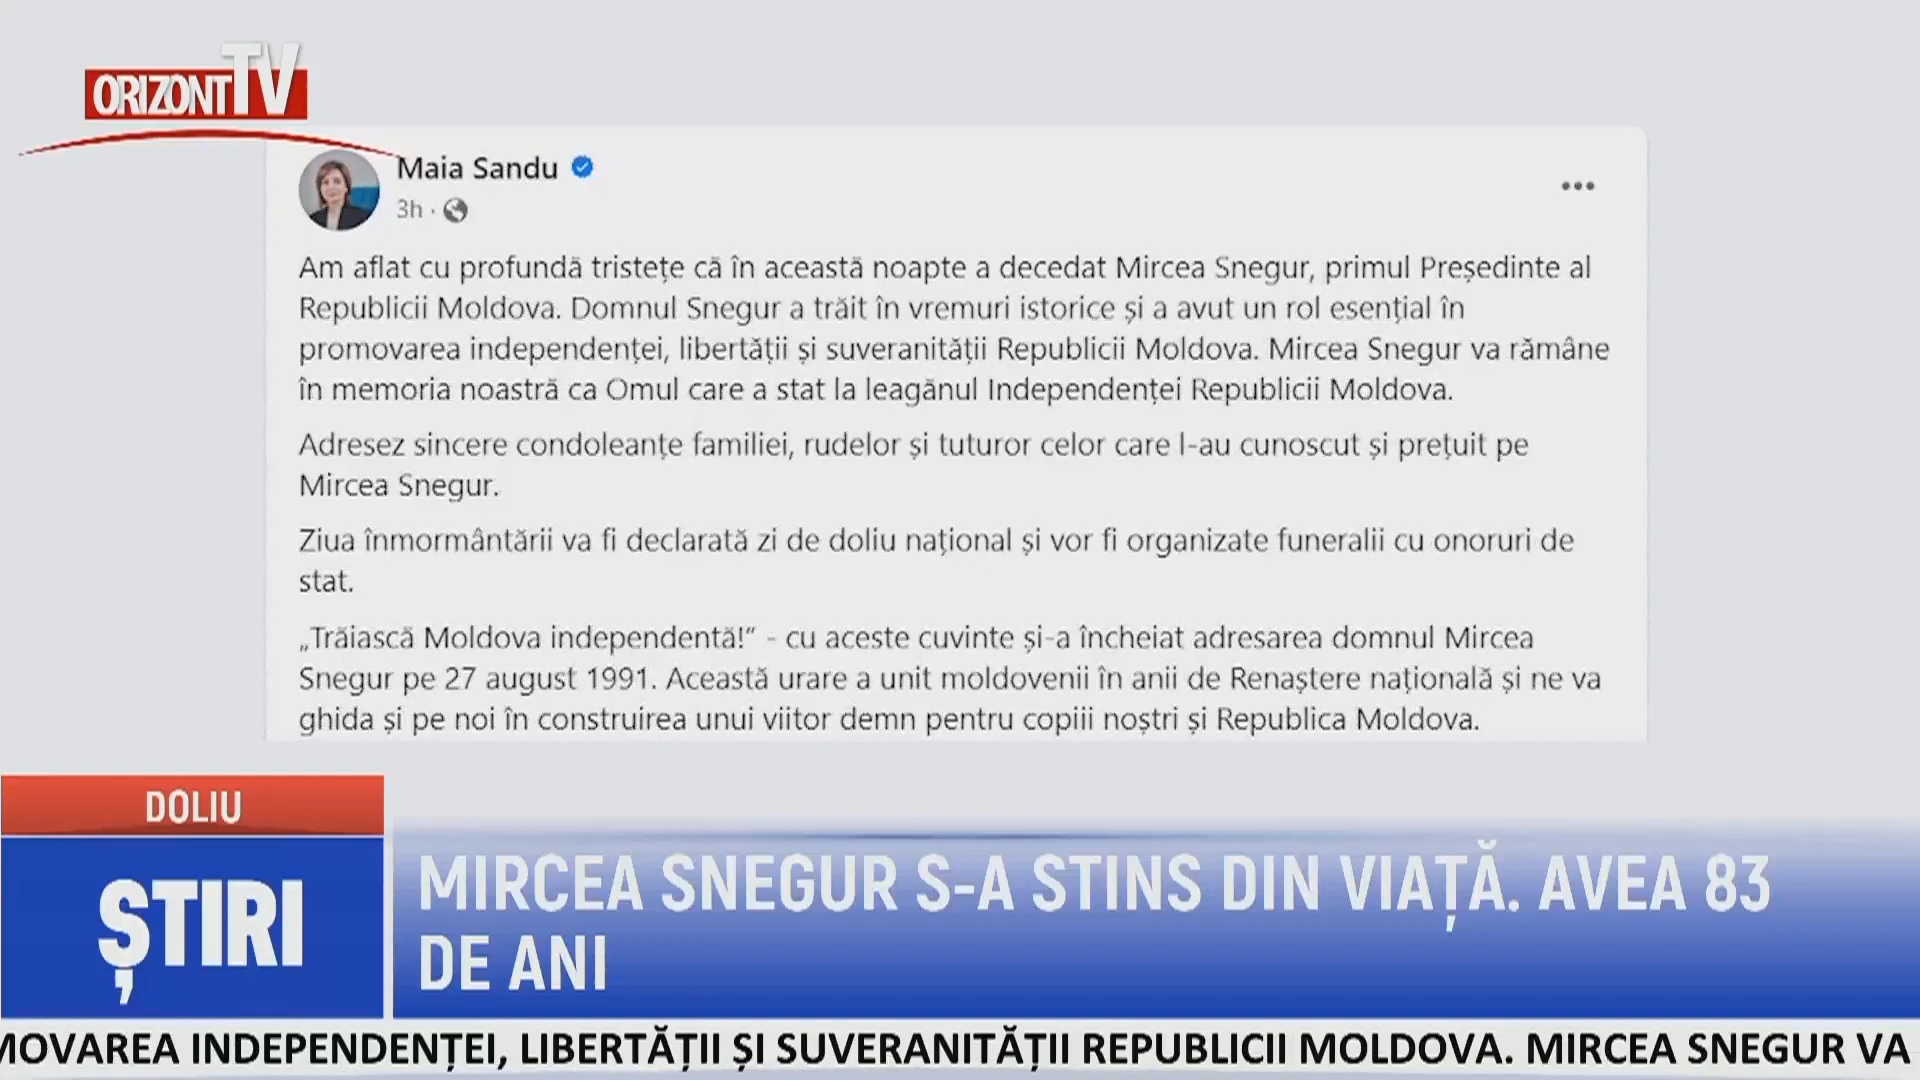 ORIZONT TV
Maia Sandu
3h ·
Am aflat cu profundă tristețe că în această noapte a decedat Mircea Snegur, primul Președinte al
Republicii Moldova. Domnul Snegur a trăit în vremuri istorice și a avut un rol esențial în
promovarea independenței, libertății și suveranității Republicii Moldova. Mircea Snegur va rămâne
în memoria noastră ca Omul care a stat la leagănul Independenței Republicii Moldova.
Adresez sincere condoleanțe familiei, rudelor și tuturor celor care l-au cunoscut și prețuit pe
Mircea Snegur.
Ziua înmormântării va fi declarată zi de doliu național și vor fi organizate funeralii cu onoruri de
stat.
„Trăiască Moldova independentă!” - cu aceste cuvinte și-a încheiat adresarea domnul Mircea
Snegur pe 27 august 1991. Această urare a unit moldovenii în anii de Renaștere națională și ne va
ghida și pe noi în construirea unui viitor demn pentru copiii noștri și Republica Moldova.
DOLIU
ȘTIRI
MIRCEA SNEGUR S-A STINS DIN VIAȚĂ. AVEA 83
DE ANI
MOVAREA INDEPENDENȚEI, LIBERTĂȚII ȘI SUVERANITĂȚII REPUBLICII MOLDOVA. MIRCEA SNEGUR VA